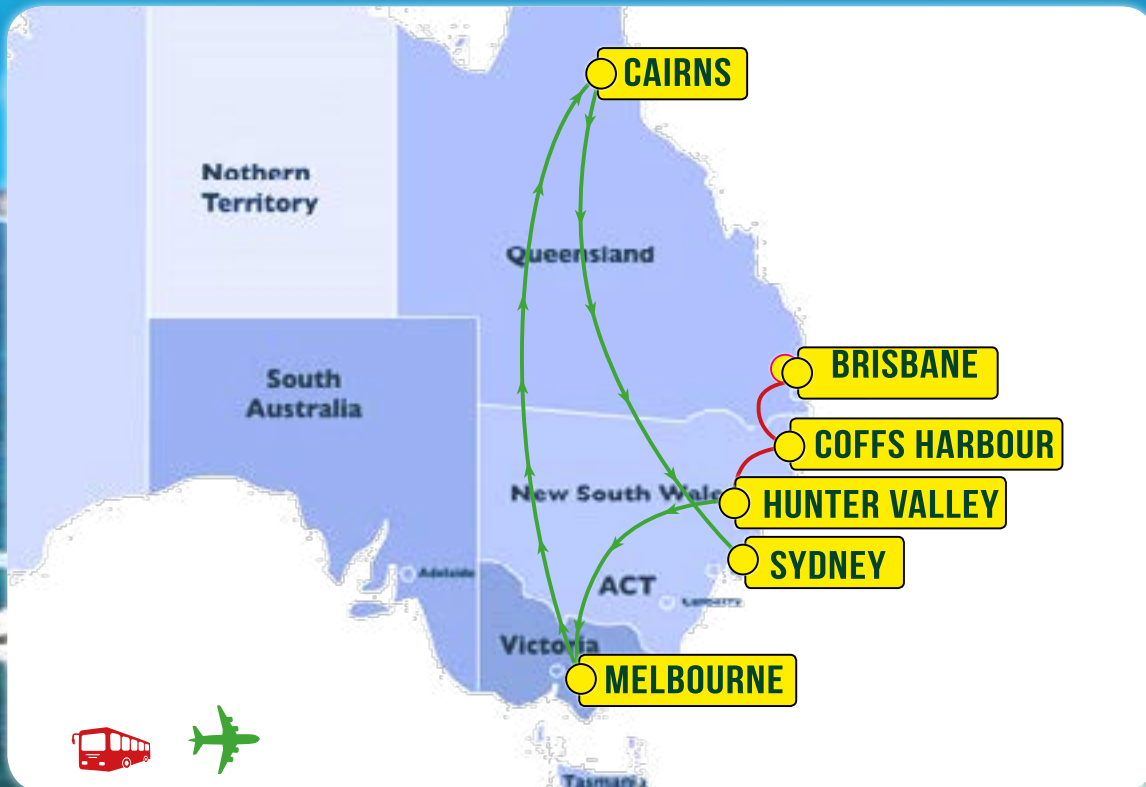 CAIRNS
Nothern
Territory
Queensland
BRISBANE
South
Australia
COFFS HARBOUR
New South Wale
HUNTER VALLEY
SYDNEY
Adelaide
ACT
Victoria
MELBOURNE
Tasmania